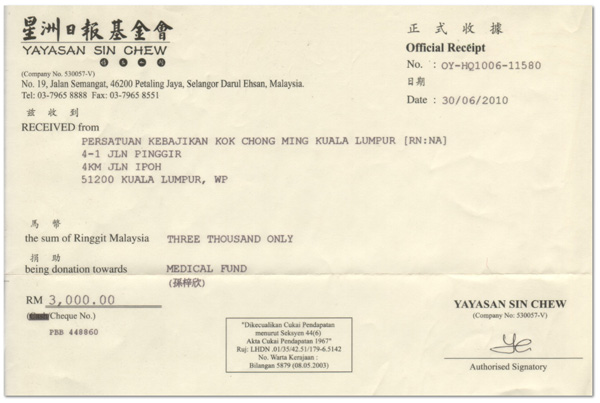 星洲日報基金會
YAYASAN SIN CHEW
(Company No. 530057-V)
No. 19, Jalan Semangat, 46200 Petaling Jaya, Selangor Darul Ehsan, Malaysia.
Tel: 03-7965 8888 Fax: 03-7965 8551
正式收據
Official Receipt
No. : OY-HQ1006-11580
日期
Date : 30/06/2010
茲收到
RECEIVED from
PERSATUAN KEBAJIKAN KOK CHONG MING KUALA LUMPUR [RN:NA]
4-1 JLN PINGGIR
4KM JLN IPOH
51200 KUALA LUMPUR, WP
馬幣
the sum of Ringgit Malaysia THREE THOUSAND ONLY
捐助
being donation towards MEDICAL FUND
(孫梓欣)
RM 3,000.00
(Cheque No.)
PBB 448860
"Dikecualikan Cukai Pendapatan
menurut Seksyen 44(6)
Akta Cukai Pendapatan 1967"
Ruj: LHDN .01/35/42.51/179-6.5142
No. Warta Kerajaan :
Bilangan 5879 (08.05.2003)
YAYASAN SIN CHEW
(Company No: 530057-V)
Authorised Signatory